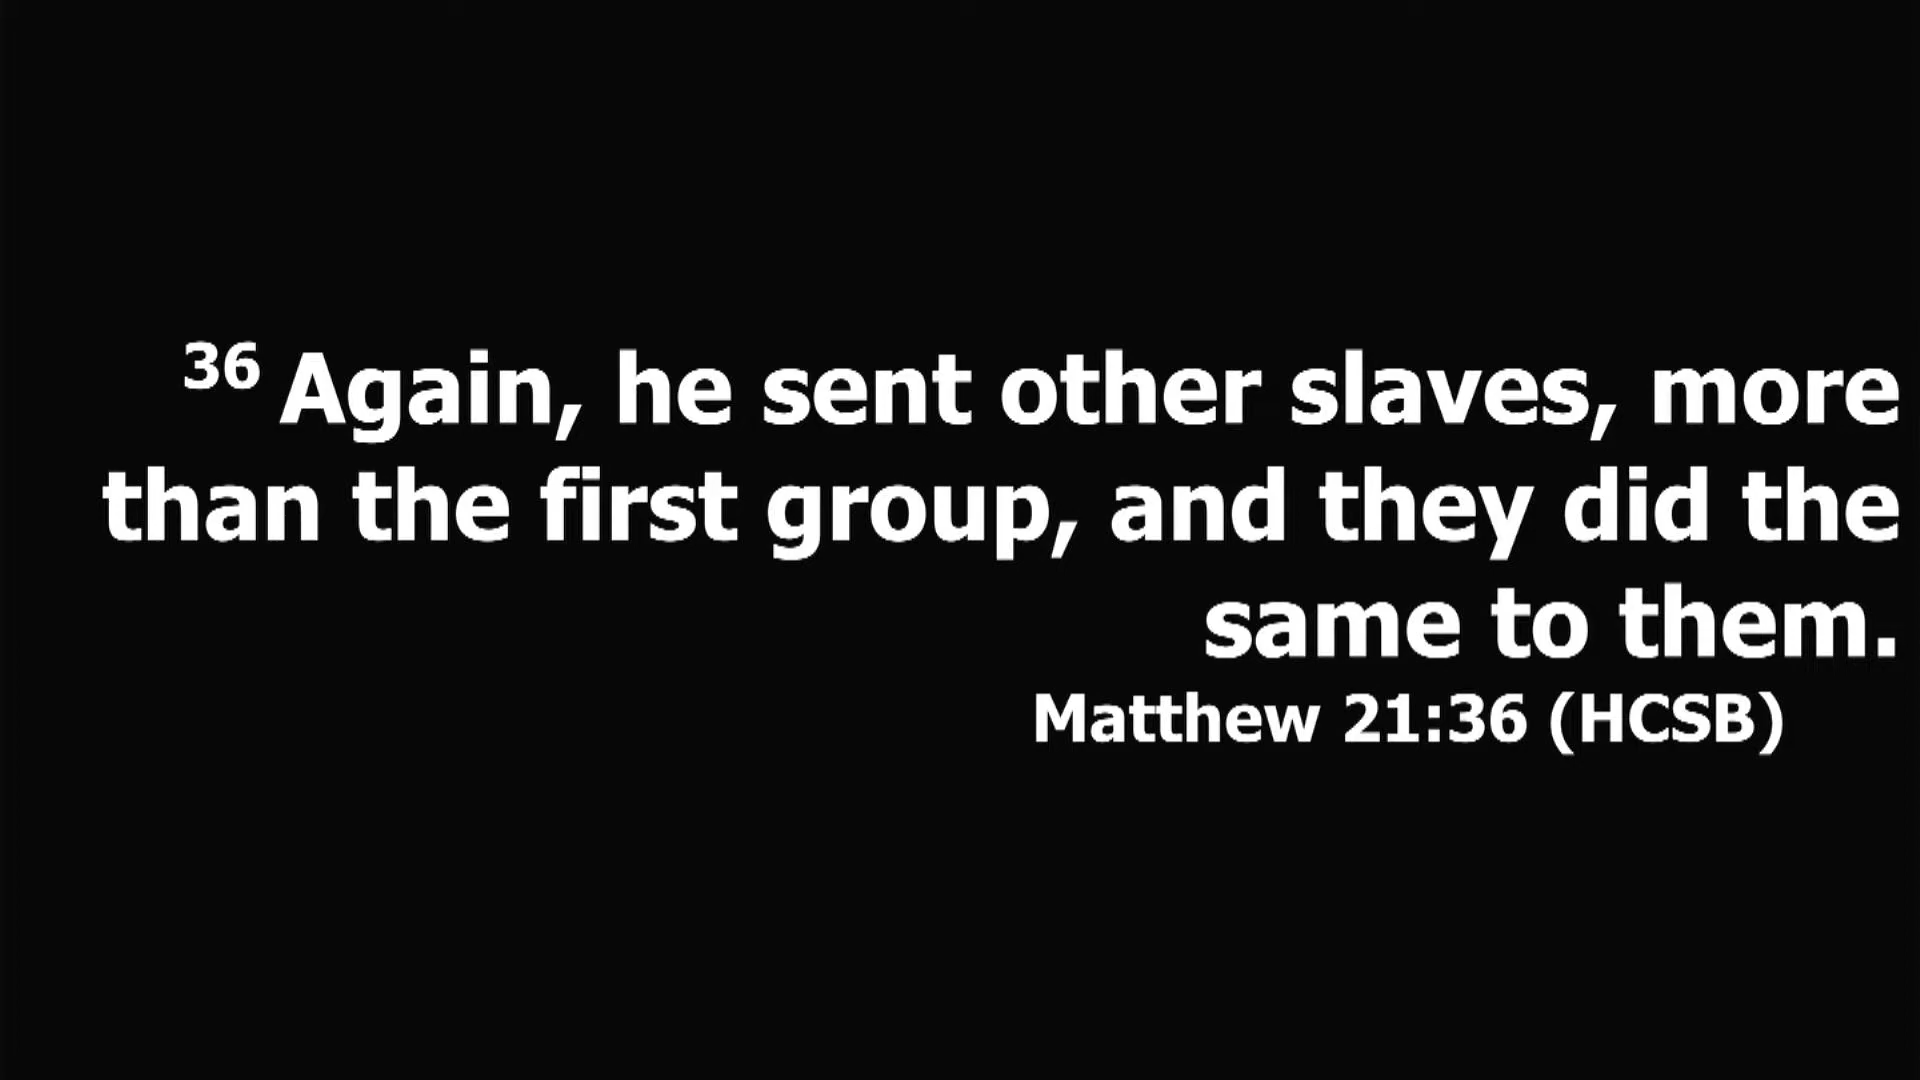 36 Again, he sent other slaves, more
than the first group, and they did the
same to them.
Matthew 21:36 (HCSB)